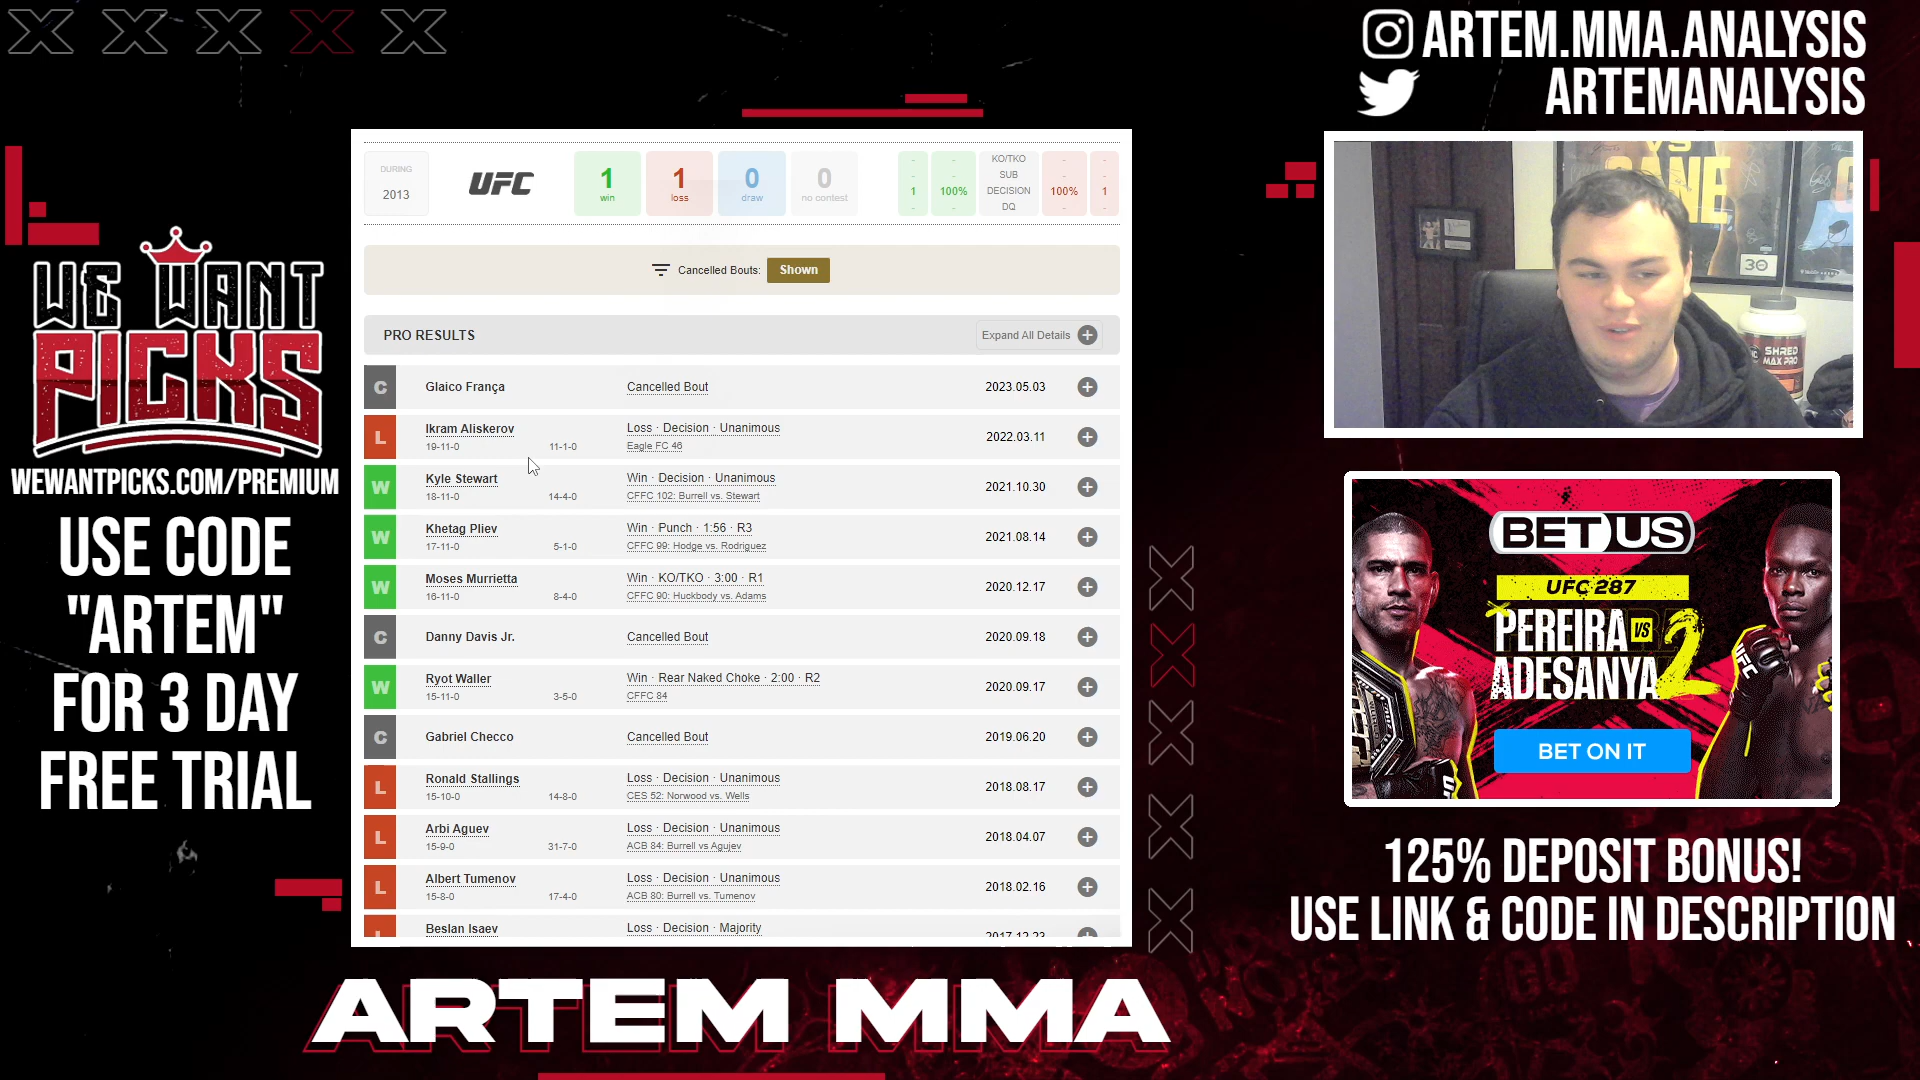 ARTEM.MMA.ANALYSIS
ARTEMANALYSIS
WE WANT
PICKS
WEWANTPICKS.COM/PREMIUM
USE CODE
"ARTEM"
FOR 3 DAY
FREE TRIAL
DURING
2013
UFC
1
win
1
loss
0
draw
0
no contest
- - KO/TKO - -
- - SUB - -
1 100% DECISION 100% 1
- - DQ - -
Cancelled Bouts: Shown
PRO RESULTS Expand All Details
C Glaico França Cancelled Bout 2023.05.03
L Ikram Aliskerov Loss · Decision · Unanimous 2022.03.11
19-11-0 11-1-0 Eagle FC 46
W Kyle Stewart Win · Decision · Unanimous 2021.10.30
18-11-0 14-4-0 CFFC 102: Burrell vs. Stewart
W Khetag Pliev Win · Punch · 1:56 · R3 2021.08.14
17-11-0 5-1-0 CFFC 99: Hodge vs. Rodriguez
W Moses Murrietta Win · KO/TKO · 3:00 · R1 2020.12.17
16-11-0 8-4-0 CFFC 90: Huckbody vs. Adams
C Danny Davis Jr. Cancelled Bout 2020.09.18
W Ryot Waller Win · Rear Naked Choke · 2:00 · R2 2020.09.17
15-11-0 3-5-0 CFFC 84
C Gabriel Checco Cancelled Bout 2019.06.20
L Ronald Stallings Loss · Decision · Unanimous 2018.08.17
15-10-0 14-8-0 CES 52: Norwood vs. Wells
L Arbi Aguev Loss · Decision · Unanimous 2018.04.07
15-9-0 31-7-0 ACB 84: Burrell vs Agujev
L Albert Tumenov Loss · Decision · Unanimous 2018.02.16
15-8-0 17-4-0 ACB 80: Burrell vs. Tumenov
L Beslan Isaev Loss · Decision · Majority 2017.12.23
VS
GANE
30
SHRED
MAX PRO
BETUS
UFC 287
PEREIRA VS
ADESANYA 2
UFC
BET ON IT
125% DEPOSIT BONUS!
USE LINK & CODE IN DESCRIPTION
ARTEM MMA